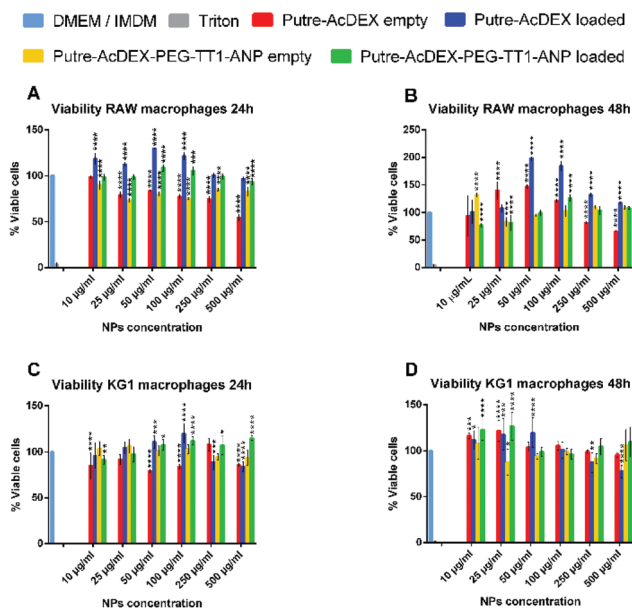 DMEM / IMDM Triton Putre-AcDEX empty Putre-AcDEX loaded
Putre-AcDEX-PEG-TT1-ANP empty Putre-AcDEX-PEG-TT1-ANP loaded
A
Viability RAW macrophages 24h
% Viable cells
150
100
50
0
10 µg/ml
25 µg/ml
50 µg/ml
100 µg/ml
250 µg/ml
500 µg/ml
NPs concentration
B
Viability RAW macrophages 48h
% Viable cells
250
200
150
100
50
0
10 µg/mL
25 µg/ml
50 µg/ml
100 µg/ml
250 µg/ml
500 µg/ml
NPs concentration
C
Viability KG1 macrophages 24h
% Viable cells
150
100
50
0
10 µg/ml
25 µg/ml
50 µg/ml
100 µg/ml
250 µg/ml
500 µg/ml
NPs concentration
D
Viability KG1 macrophages 48h
% Viable cells
150
100
50
0
10 µg/ml
25 µg/ml
50 µg/ml
100 µg/ml
250 µg/ml
500 µg/ml
NPs concentration